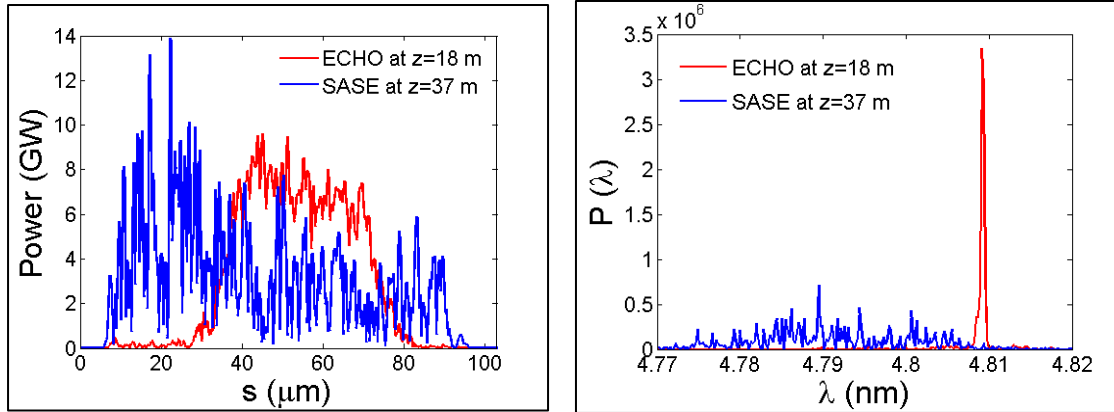 14
12
10
8
6
4
2
0
Power (GW)
ECHO at z=18 m
SASE at z=37 m
0 20 40 60 80 100
s (μm)
x 10^6
3.5
3
2.5
2
1.5
1
0.5
0
P (λ)
ECHO at z=18 m
SASE at z=37 m
4.77 4.78 4.79 4.8 4.81 4.82
λ (nm)